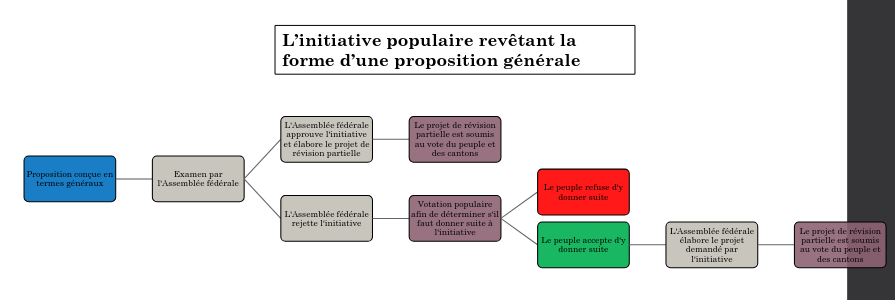 L'initiative populaire revêtant la
forme d'une proposition générale
Proposition conçue en
termes généraux
Examen par
l'Assemblée fédérale
L'Assemblée fédérale
approuve l'initiative
et élabore le projet de
révision partielle
Le projet de révision
partielle est soumis
au vote du peuple et
des cantons
L'Assemblée fédérale
rejette l'initiative
Votation populaire
afin de déterminer s'il
faut donner suite à
l'initiative
Le peuple refuse d'y
donner suite
Le peuple accepte d'y
donner suite
L'Assemblée fédérale
élabore le projet
demandé par
l'initiative
Le projet de révision
partielle est soumis
au vote du peuple et
des cantons